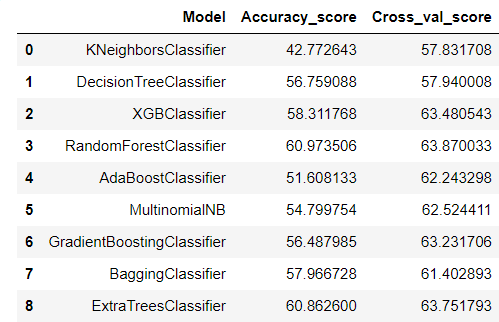 Model Accuracy_score Cross_val_score
0 KNeighborsClassifier 42.772643 57.831708
1 DecisionTreeClassifier 56.759088 57.940008
2 XGBClassifier 58.311768 63.480543
3 RandomForestClassifier 60.973506 63.870033
4 AdaBoostClassifier 51.608133 62.243298
5 MultinomialNB 54.799754 62.524411
6 GradientBoostingClassifier 56.487985 63.231706
7 BaggingClassifier 57.966728 61.402893
8 ExtraTreesClassifier 60.862600 63.751793